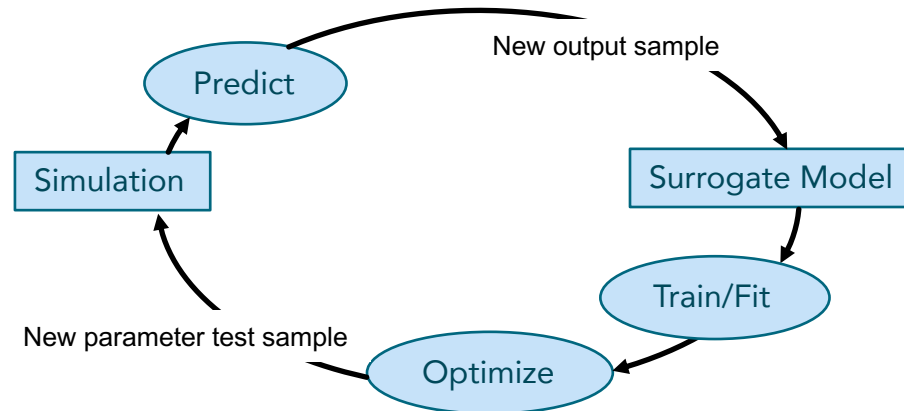 New output sample
Predict
Simulation
Surrogate Model
Train/Fit
New parameter test sample
Optimize